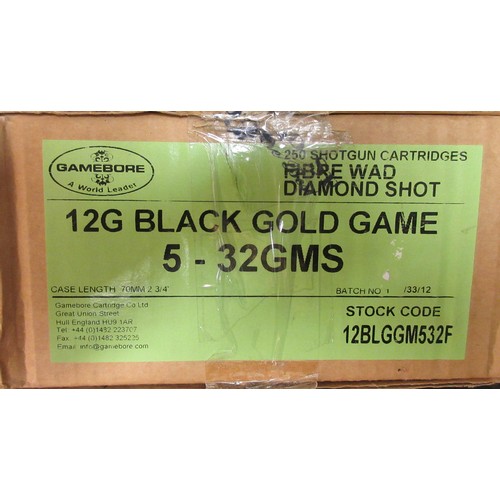 GAMEBORE
A World Leader
250 SHOTGUN CARTRIDGES
FIBRE WAD
DIAMOND SHOT
12G BLACK GOLD GAME
5 - 32GMS
CASE LENGTH 70MM 2 3/4"
BATCH NO /33/12
Gamebore Cartridge Co Ltd
Great Union Street
Hull England HU9 1AR
Tel +44 (0)1482 223707
Fax +44 (0)1482 325225
Email info@gamebore.com
STOCK CODE
12BLGGM532F